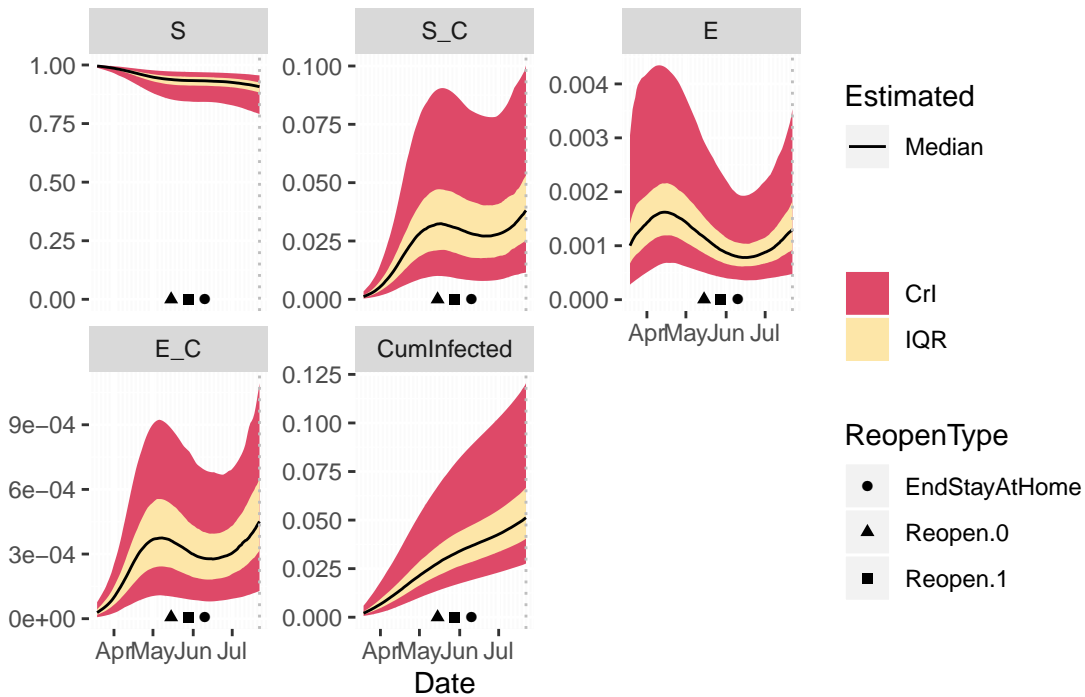 S
S_C
E
1.00
0.75
0.50
0.25
0.00
0.100
0.075
0.050
0.025
0.000
0.004
0.003
0.002
0.001
0.000
Apr May Jun Jul
E_C
CumInfected
9e−04
6e−04
3e−04
0e+00
Apr May Jun Jul
0.125
0.100
0.075
0.050
0.025
0.000
Apr May Jun Jul
Date
Estimated
Median
CrI
IQR
ReopenType
EndStayAtHome
Reopen.0
Reopen.1